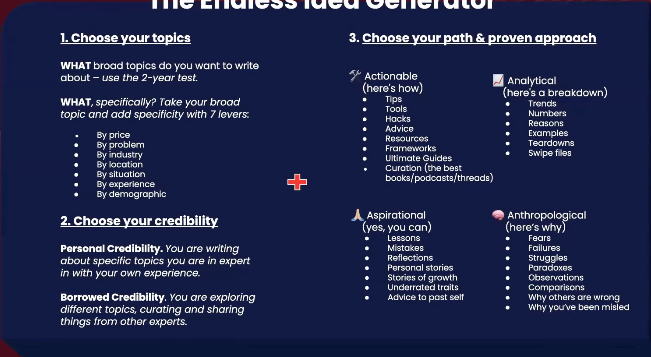 The Endless Idea Generator
1. Choose your topics
WHAT broad topics do you want to write
about – use the 2-year test.
WHAT, specifically? Take your broad
topic and add specificity with 7 levers:
By price
By problem
By industry
By location
By situation
By experience
By demographic
2. Choose your credibility
Personal Credibility. You are writing
about specific topics you are in expert
in with your own experience.
Borrowed Credibility. You are exploring
different topics, curating and sharing
things from other experts.
3. Choose your path & proven approach
Actionable
(here's how)
Tips
Tools
Hacks
Advice
Resources
Frameworks
Ultimate Guides
Curation (the best
books/podcasts/threads)
Analytical
(here's a breakdown)
Trends
Numbers
Reasons
Examples
Teardowns
Swipe files
Aspirational
(yes, you can)
Lessons
Mistakes
Reflections
Personal stories
Stories of growth
Underrated traits
Advice to past self
Anthropological
(here's why)
Fears
Failures
Struggles
Paradoxes
Observations
Comparisons
Why others are wrong
Why you've been misled